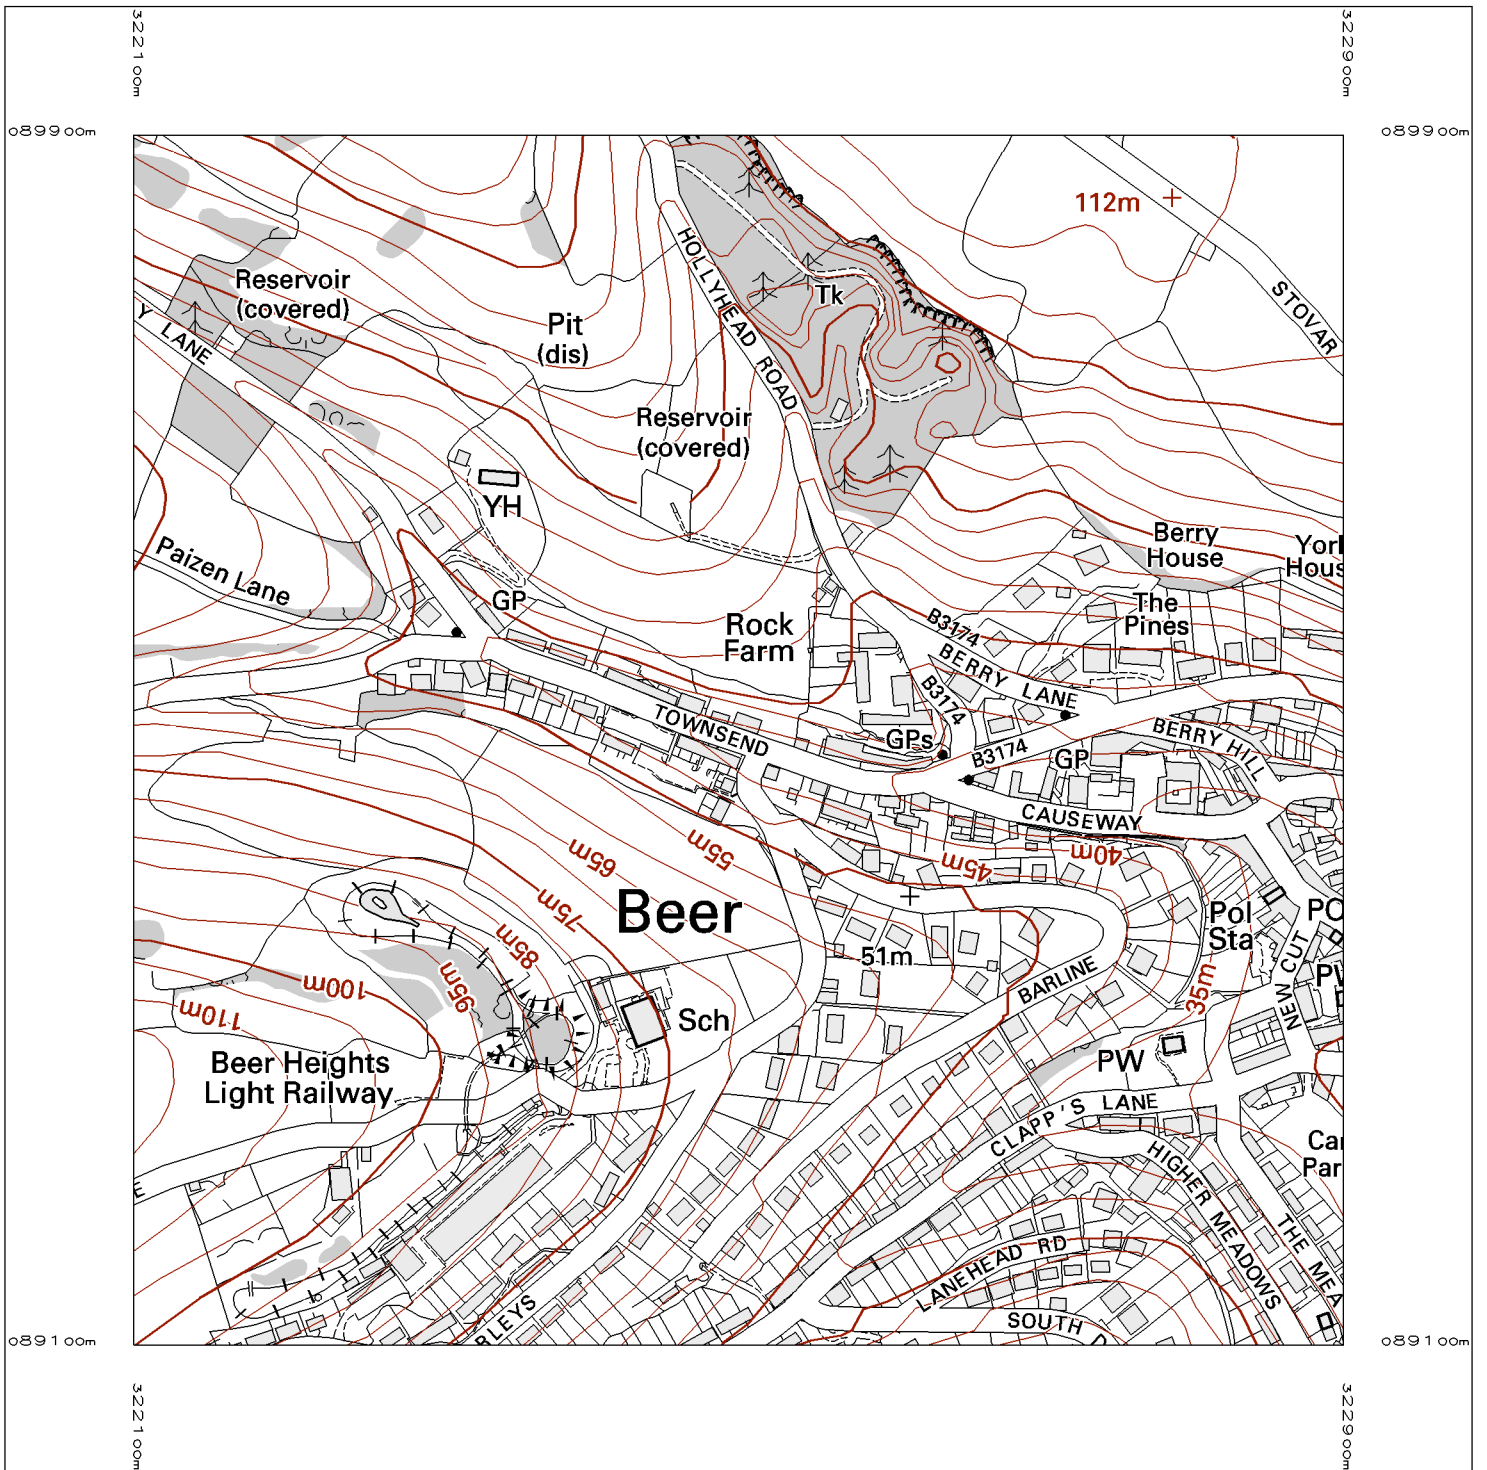 322100m
322900m
089900m
089900m
112m
HOLLYHEAD ROAD
STOVAR
Reservoir
(covered)
Tk
Y LANE
Pit
(dis)
Reservoir
(covered)
YH
Berry
House
Paizen Lane
GP
The
Pines
Rock
Farm
B3174
BERRY LANE
B3174
TOWNSEND
GPs
B3174
GP
BERRY HILL
CAUSEWAY
55m
65m
45m
40m
75m
Beer
Pol
Sta
PO
85m
51m
NEW CUT
95m
100m
BARLINE
35m
110m
Sch
Beer Heights
Light Railway
PW
CLAPP'S LANE
HIGHER MEADOWS
E
THE MEA
LANEHEAD RD
SOUTH
RLEYS
089100m
089100m
322100m
322900m